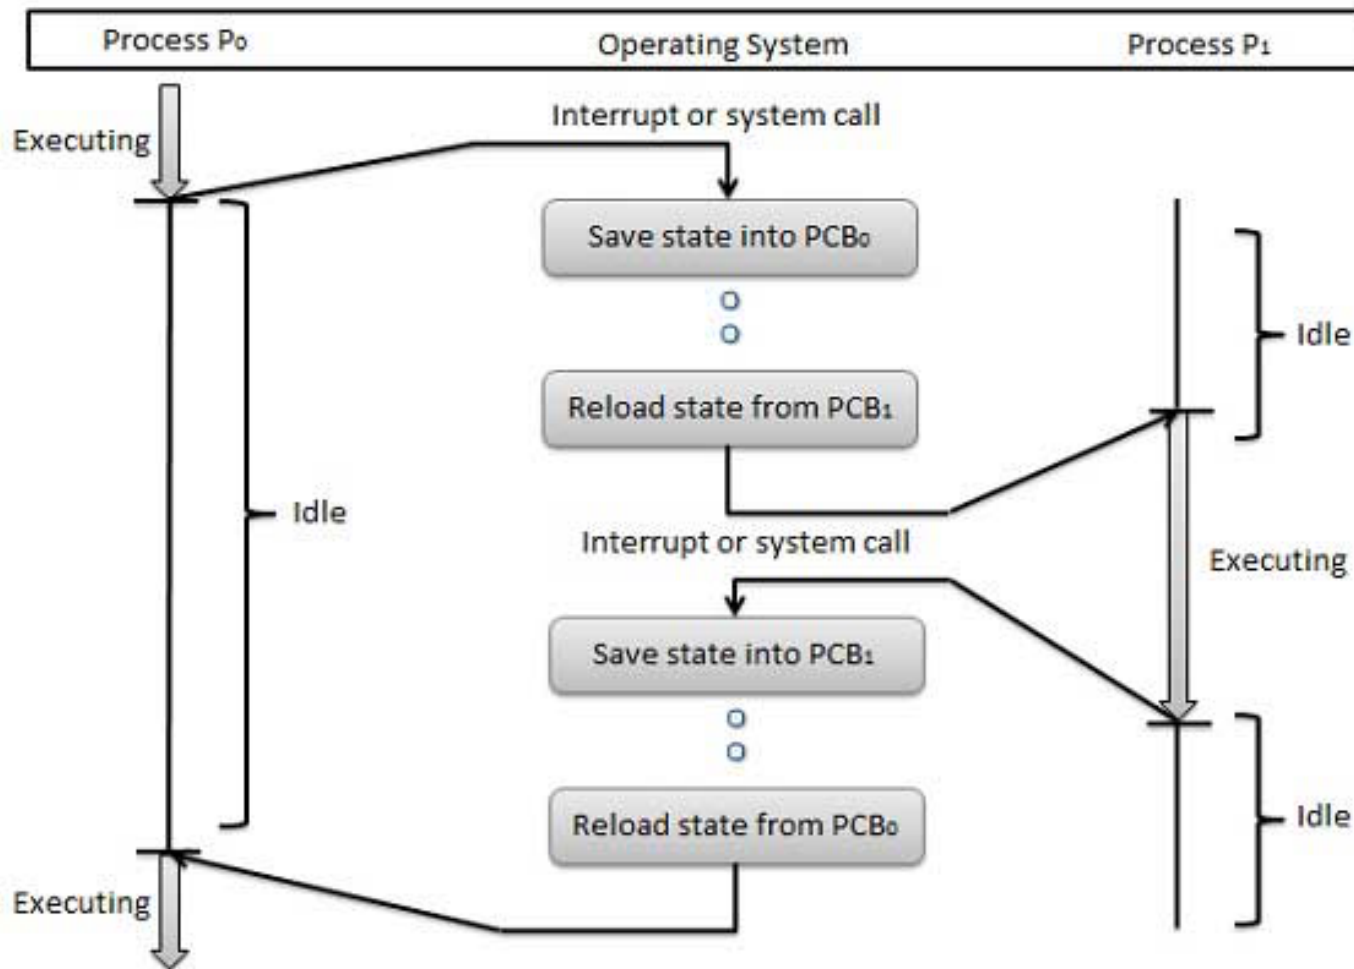 Process P₀ Operating System Process P₁
Interrupt or system call
Executing
Save state into PCB₀
Idle
Reload state from PCB₁
Idle
Interrupt or system call
Executing
Save state into PCB₁
Idle
Reload state from PCB₀
Executing